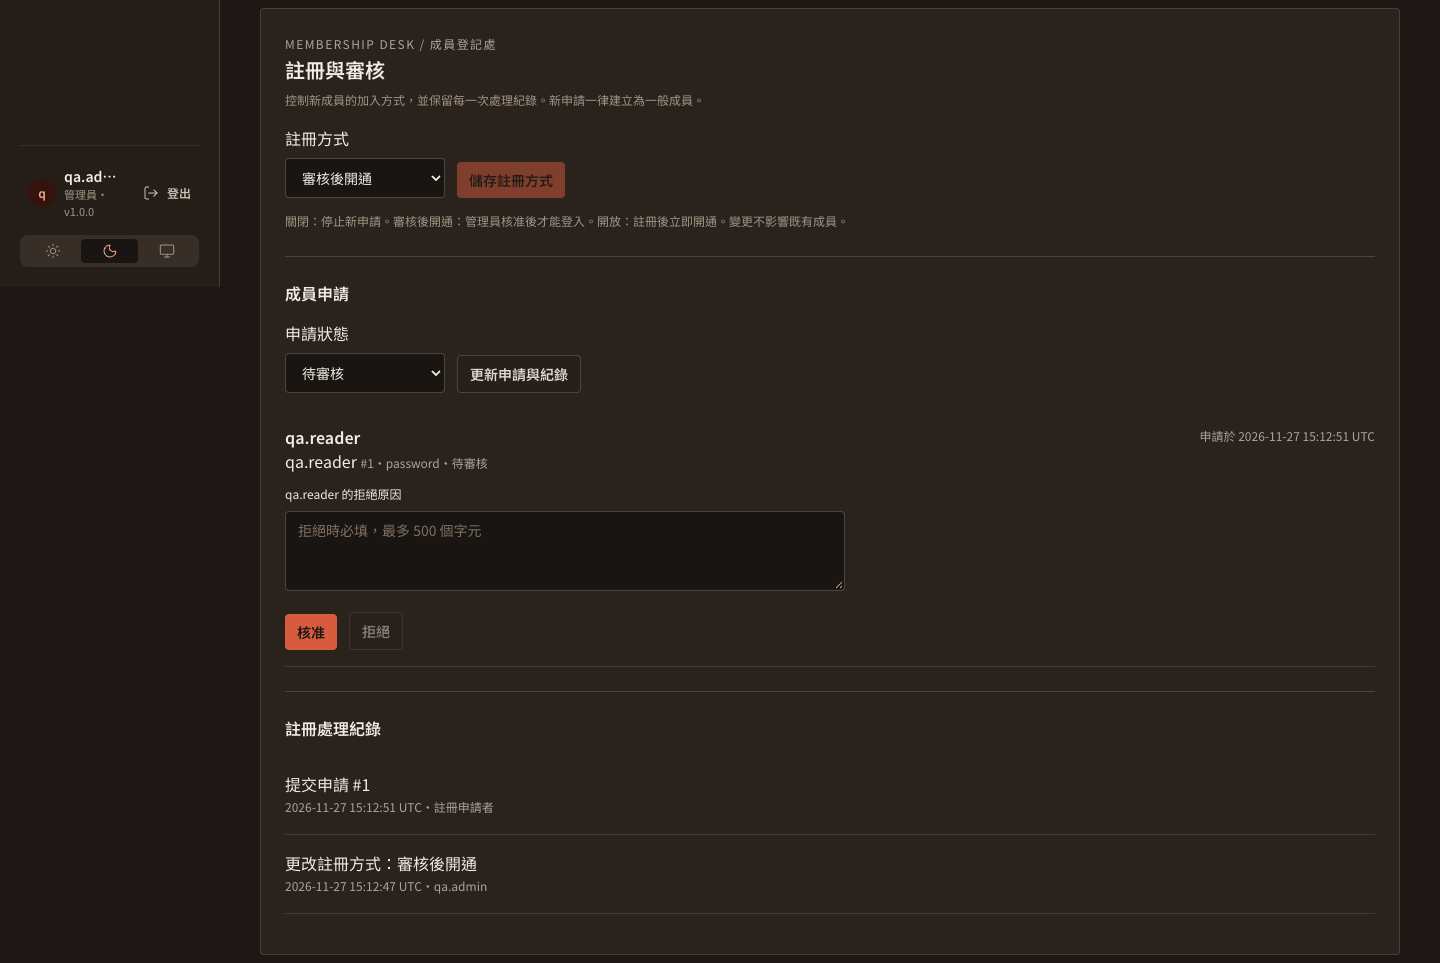 MEMBERSHIP DESK / 成員登記處
註冊與審核
控制新成員的加入方式，並保留每一次處理紀錄。新申請一律建立為一般成員。
註冊方式
審核後開通
儲存註冊方式
關閉：停止新申請。審核後開通：管理員核准後才能登入。開放：註冊後立即開通。變更不影響既有成員。
q
qa.ad…
管理員・
v1.0.0
登出
成員申請
申請狀態
待審核
更新申請與紀錄
qa.reader
申請於 2026-11-27 15:12:51 UTC
qa.reader #1・password・待審核
qa.reader 的拒絕原因
拒絕時必填，最多 500 個字元
核准
拒絕
註冊處理紀錄
提交申請 #1
2026-11-27 15:12:51 UTC・註冊申請者
更改註冊方式：審核後開通
2026-11-27 15:12:47 UTC・qa.admin